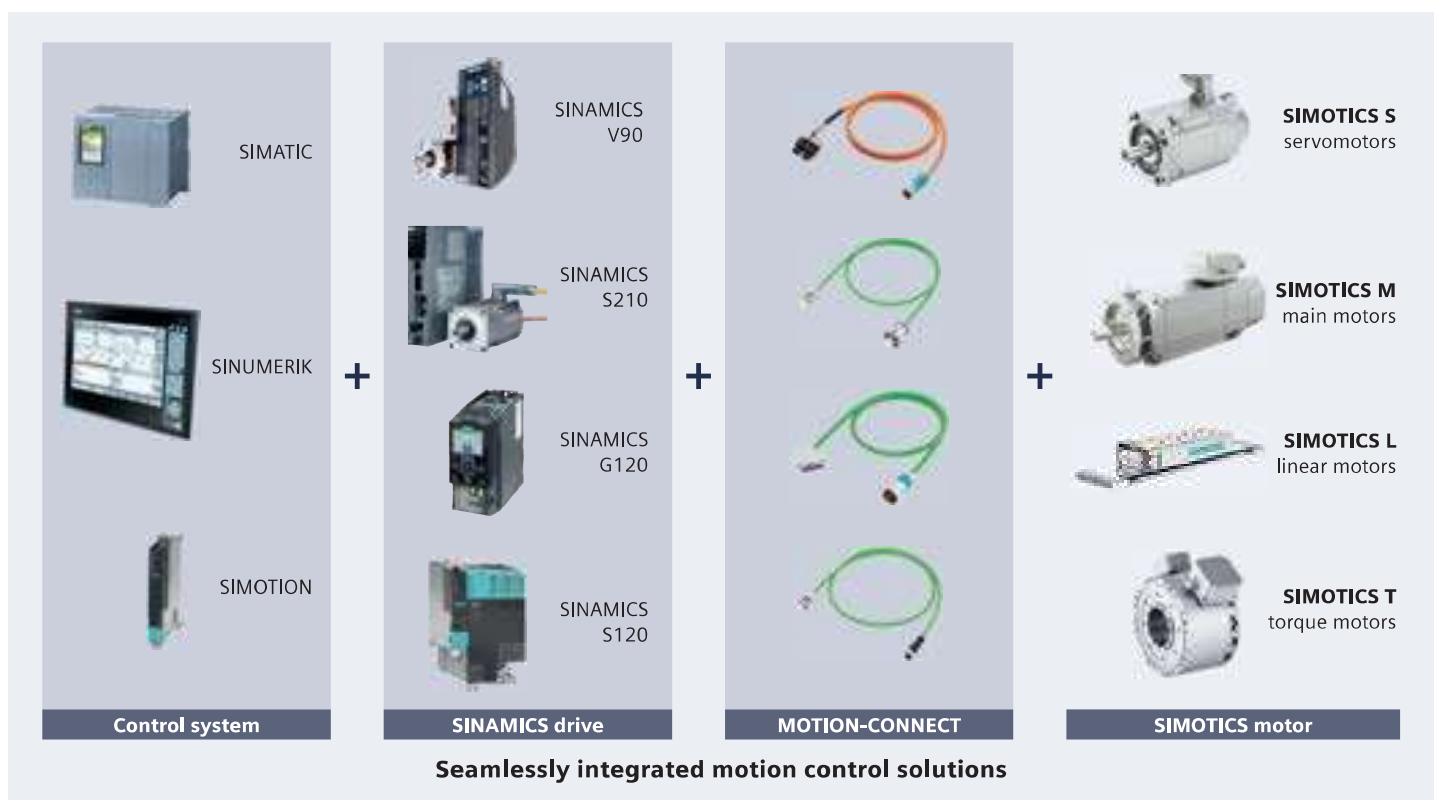 SIMATIC
SINUMERIK
SIMOTION
Control system
+
SINAMICS
V90
SINAMICS
S210
SINAMICS
G120
SINAMICS
S120
SINAMICS drive
+
MOTION-CONNECT
+
SIMOTICS S
servomotors
SIMOTICS M
main motors
SIMOTICS L
linear motors
SIMOTICS T
torque motors
SIMOTICS motor
Seamlessly integrated motion control solutions